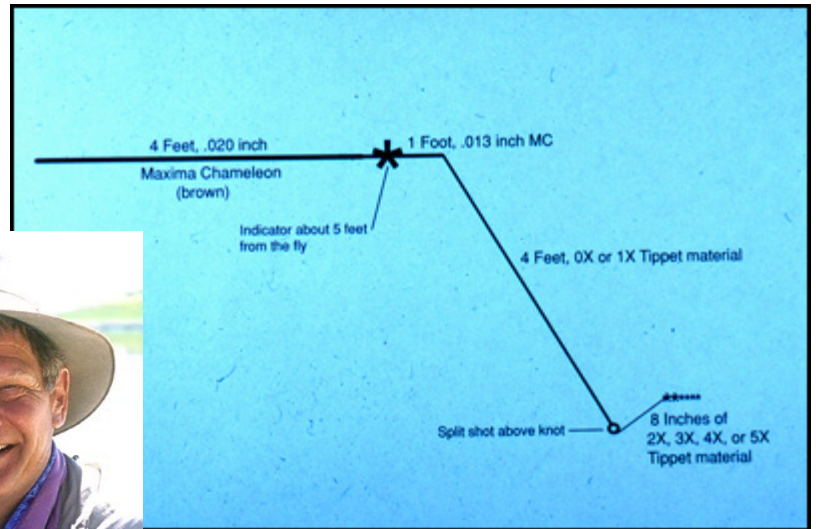 4 Feet, .020 inch
1 Foot, .013 inch MC
Maxima Chameleon
(brown)
Indicator about 5 feet
from the fly
4 Feet, 0X or 1X Tippet material
Split shot above knot
8 Inches of
2X, 3X, 4X, or 5X
Tippet material